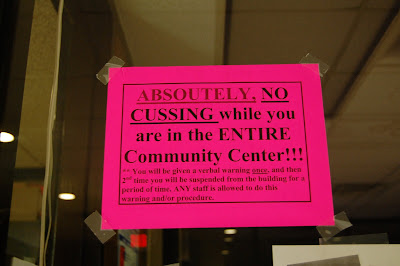 ABSOUTELY, NO
CUSSING while you
are in the ENTIRE
Community Center!!!
**You will be given a verbal warning once, and then
2nd time you will be suspended from the building for a
period of time, ANY staff is allowed to do this
warning and/or procedure.